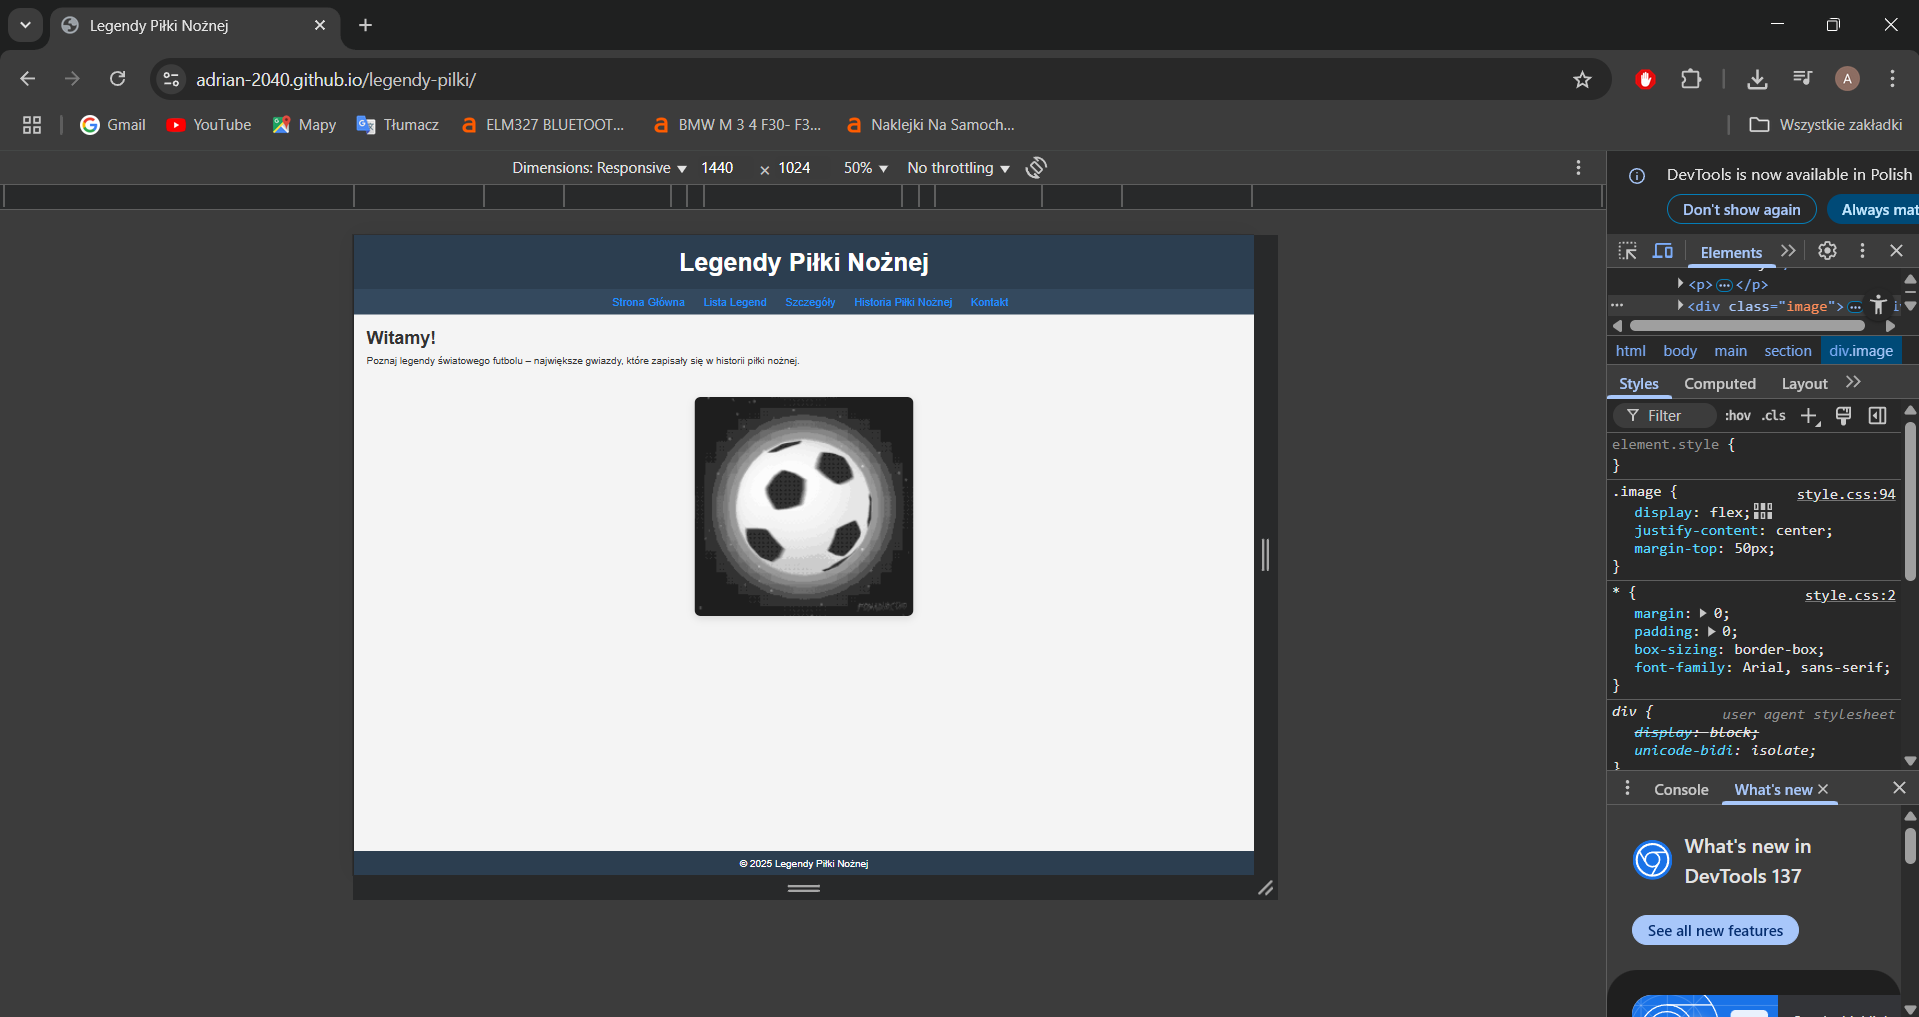 Legendy Piłki Nożnej
adrian-2040.github.io/legendy-pilki/
A
Gmail
YouTube
Mapy
Tłumacz
ELM327 BLUETOOT...
BMW M 3 4 F30- F3...
Naklejki Na Samoch...
Wszystkie zakładki
Dimensions: Responsive
1440
×
1024
50%
No throttling
DevTools is now available in Polish
Don't show again
Always mat
Elements
<p>…</p>
<div class="image">…
html
body
main
section
div.image
Styles
Computed
Layout
Filter
:hov
.cls
element.style {
}
.image {
style.css:94
display: flex;
justify-content: center;
margin-top: 50px;
}
* {
style.css:2
margin: 0;
padding: 0;
box-sizing: border-box;
font-family: Arial, sans-serif;
}
div {
user agent stylesheet
display: block;
unicode-bidi: isolate;
}
Console
What's new
What's new in
DevTools 137
See all new features
Legendy Piłki Nożnej
Strona Główna
Lista Legend
Szczegóły
Historia Piłki Nożnej
Kontakt
Witamy!
Poznaj legendy światowego futbolu – największe gwiazdy, które zapisały się w historii piłki nożnej.
© 2025 Legendy Piłki Nożnej